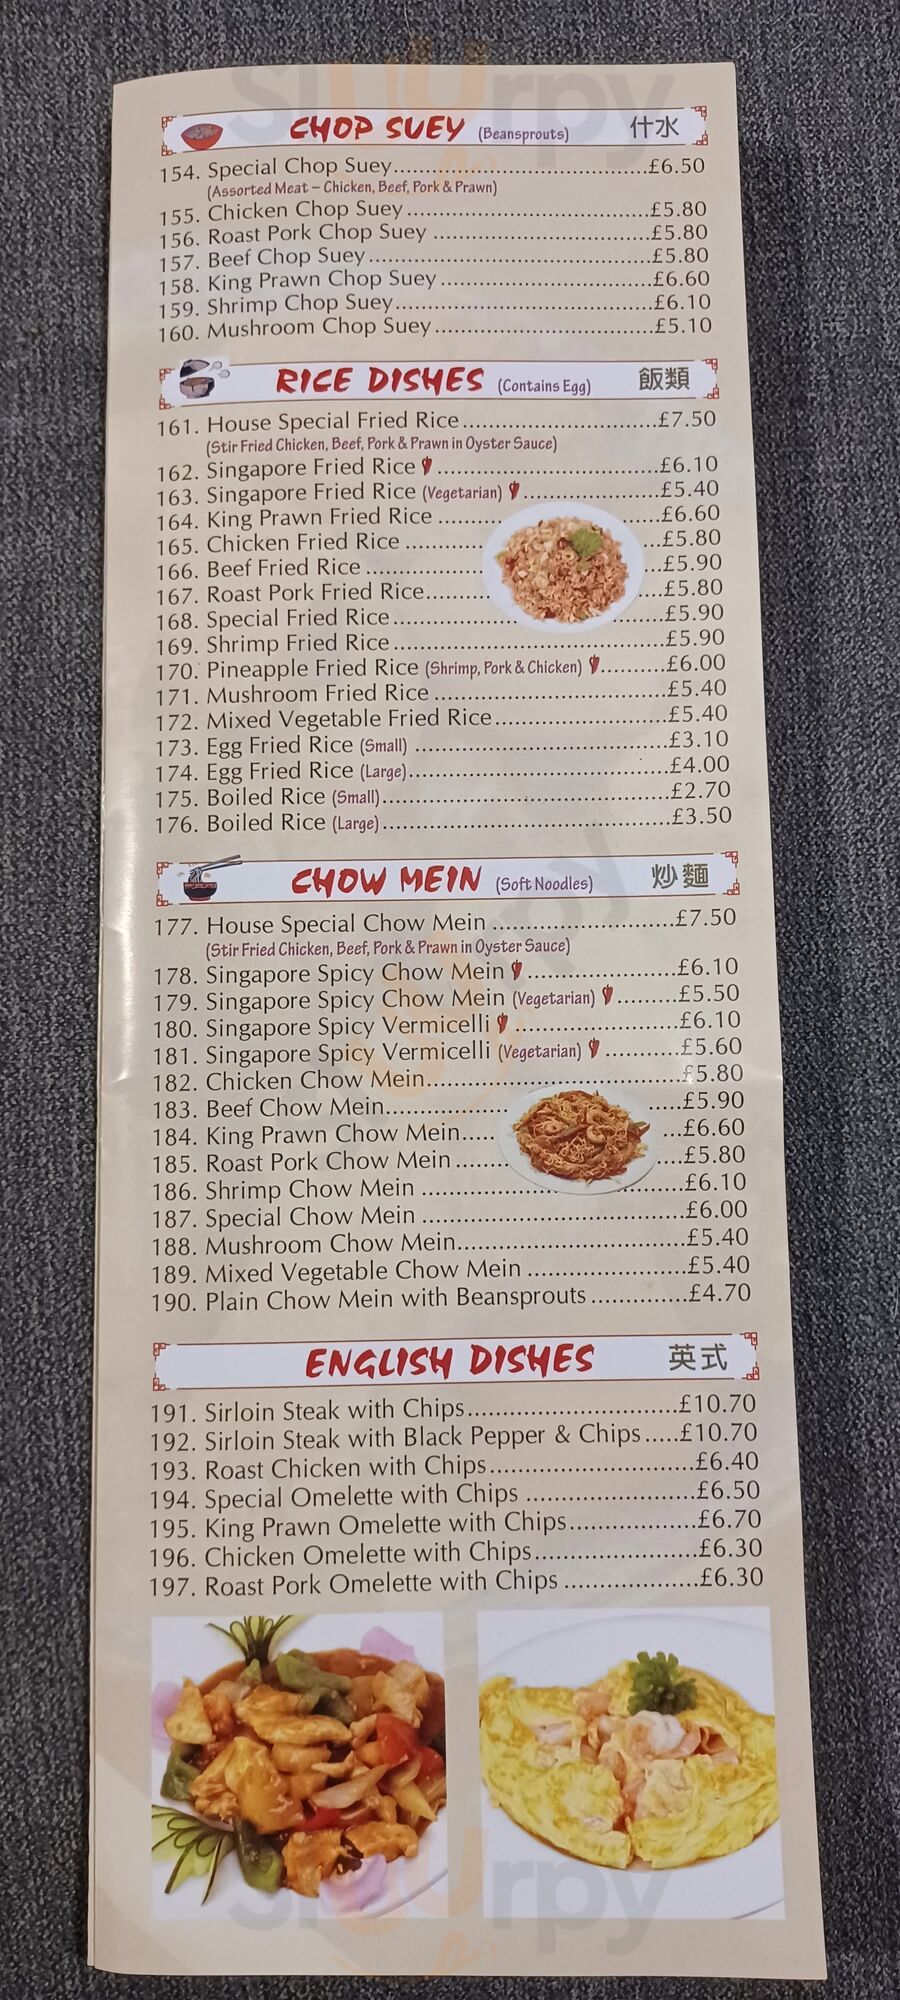 CHOP SUEY (Beansprouts) 什水
154. Special Chop Suey..............................£6.50
(Assorted Meat – Chicken, Beef, Pork & Prawn)
155. Chicken Chop Suey..............................£5.80
156. Roast Pork Chop Suey ..............................£5.80
157. Beef Chop Suey..............................£5.80
158. King Prawn Chop Suey..............................£6.60
159. Shrimp Chop Suey..............................£6.10
160. Mushroom Chop Suey..............................£5.10
RICE DISHES (Contains Egg) 飯類
161. House Special Fried Rice..............................£7.50
(Stir Fried Chicken, Beef, Pork & Prawn in Oyster Sauce)
162. Singapore Fried Rice ..............................£6.10
163. Singapore Fried Rice (Vegetarian) ....................£5.40
164. King Prawn Fried Rice ..............................£6.60
165. Chicken Fried Rice ..............................£5.80
166. Beef Fried Rice ..............................£5.90
167. Roast Pork Fried Rice..............................£5.80
168. Special Fried Rice..............................£5.90
169. Shrimp Fried Rice..............................£5.90
170. Pineapple Fried Rice (Shrimp, Pork & Chicken) .........£6.00
171. Mushroom Fried Rice ..............................£5.40
172. Mixed Vegetable Fried Rice......................£5.40
173. Egg Fried Rice (Small) ..............................£3.10
174. Egg Fried Rice (Large)..............................£4.00
175. Boiled Rice (Small)..............................£2.70
176. Boiled Rice (Large)..............................£3.50
CHOW MEIN (Soft Noodles) 炒麵
177. House Special Chow Mein ........................£7.50
(Stir Fried Chicken, Beef, Pork & Prawn in Oyster Sauce)
178. Singapore Spicy Chow Mein .....................£6.10
179. Singapore Spicy Chow Mein (Vegetarian) .........£5.50
180. Singapore Spicy Vermicelli .......................£6.10
181. Singapore Spicy Vermicelli (Vegetarian) ...........£5.60
182. Chicken Chow Mein..............................£5.80
183. Beef Chow Mein..............................£5.90
184. King Prawn Chow Mein........£6.60
185. Roast Pork Chow Mein............£5.80
186. Shrimp Chow Mein ..............................£6.10
187. Special Chow Mein ..............................£6.00
188. Mushroom Chow Mein..............................£5.40
189. Mixed Vegetable Chow Mein ....................£5.40
190. Plain Chow Mein with Beansprouts ............£4.70
ENGLISH DISHES 英式
191. Sirloin Steak with Chips..............................£10.70
192. Sirloin Steak with Black Pepper & Chips.....£10.70
193. Roast Chicken with Chips..........................£6.40
194. Special Omelette with Chips ......................£6.50
195. King Prawn Omelette with Chips................£6.70
196. Chicken Omelette with Chips.....................£6.30
197. Roast Pork Omelette with Chips .................£6.30
Sluurpy
Sluurpy
Sluurpy